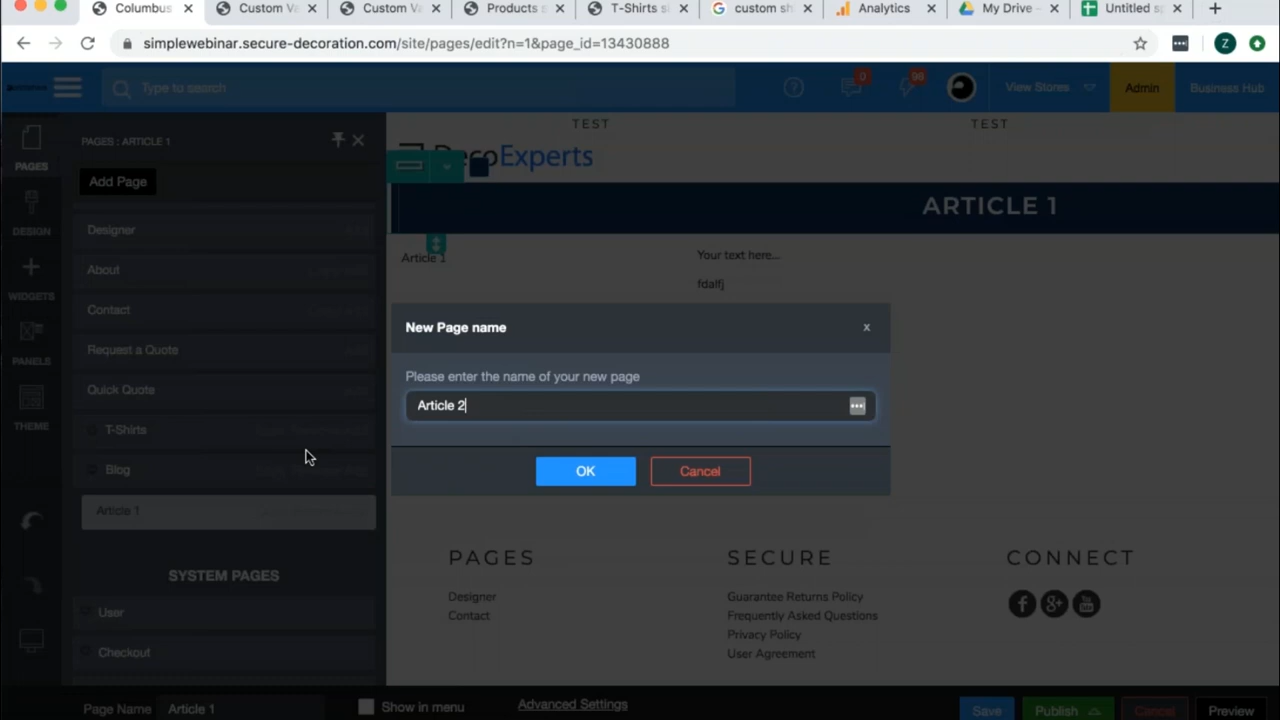 Columbus
Custom Va
Custom Va
Products s
T-Shirts s
custom sh
Analytics
My Drive -
Untitled s
simplewebinar.secure-decoration.com/site/pages/edit?n=1&page_id=13430888
Z
Type to search
0
98
View Stores
Admin
Business Hub
PAGES
DESIGN
WIDGETS
PANELS
THEME
PAGES : ARTICLE 1
Add Page
Designer
About
Contact
Request a Quote
Quick Quote
T-Shirts
Blog
Article 1
SYSTEM PAGES
User
Checkout
TEST
TEST
DecoExperts
ARTICLE 1
Article 1
Your text here...
fdalfj
New Page name
x
Please enter the name of your new page
Article 2
OK
Cancel
PAGES
Designer
Contact
SECURE
Guarantee Returns Policy
Frequently Asked Questions
Privacy Policy
User Agreement
CONNECT
Page Name
Article 1
Show in menu
Advanced Settings
Save
Publish
Cancel
Preview